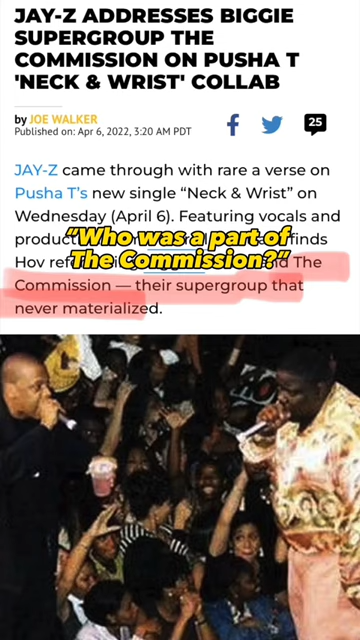 JAY-Z ADDRESSES BIGGIE
SUPERGROUP THE
COMMISSION ON PUSHA T
'NECK & WRIST' COLLAB
by JOE WALKER
Published on: Apr 6, 2022, 3:20 AM PDT
25
JAY-Z came through with rare a verse on
Pusha T's new single “Neck & Wrist” on
Wednesday (April 6). Featuring vocals and
finds
“Who was a part of
Hov The
The Commission?”
Commission — their supergroup that
never materialized.